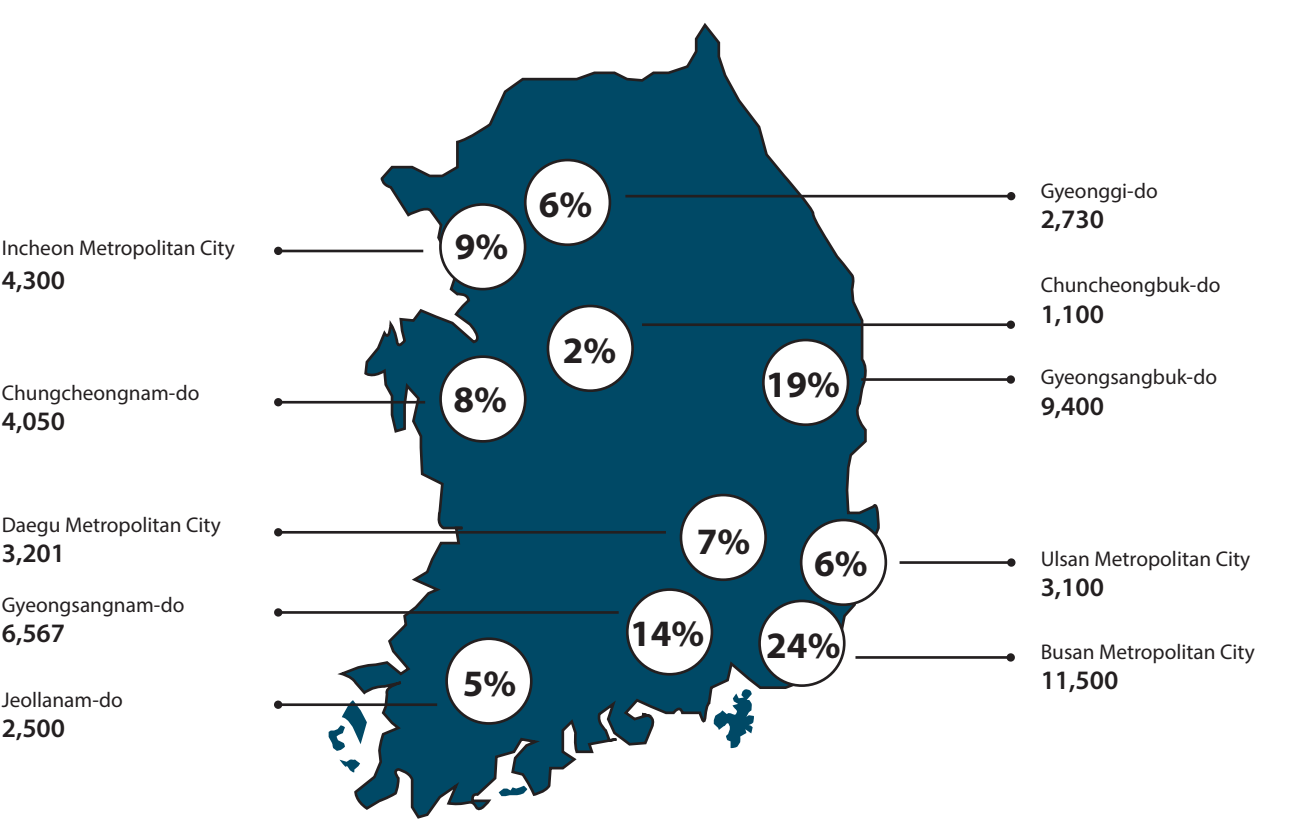 6%
9%
2%
19%
8%
7%
6%
14%
24%
5%
Incheon Metropolitan City
4,300
Chungcheongnam-do
4,050
Daegu Metropolitan City
3,201
Gyeongsangnam-do
6,567
Jeollanam-do
2,500
Gyeonggi-do
2,730
Chuncheongbuk-do
1,100
Gyeongsangbuk-do
9,400
Ulsan Metropolitan City
3,100
Busan Metropolitan City
11,500